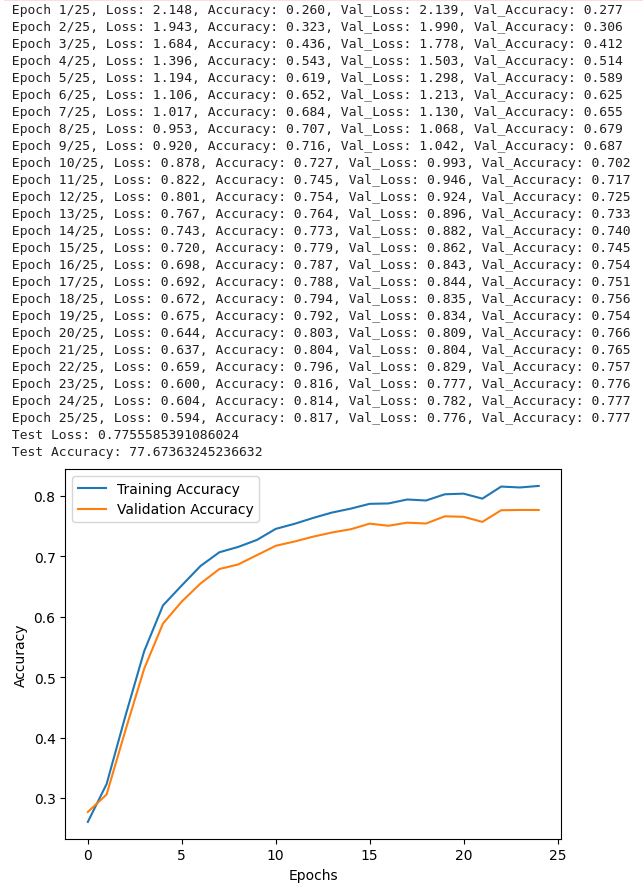 Epoch 1/25, Loss: 2.148, Accuracy: 0.260, Val_Loss: 2.139, Val_Accuracy: 0.277
Epoch 2/25, Loss: 1.943, Accuracy: 0.323, Val_Loss: 1.990, Val_Accuracy: 0.306
Epoch 3/25, Loss: 1.684, Accuracy: 0.436, Val_Loss: 1.778, Val_Accuracy: 0.412
Epoch 4/25, Loss: 1.396, Accuracy: 0.543, Val_Loss: 1.503, Val_Accuracy: 0.514
Epoch 5/25, Loss: 1.194, Accuracy: 0.619, Val_Loss: 1.298, Val_Accuracy: 0.589
Epoch 6/25, Loss: 1.106, Accuracy: 0.652, Val_Loss: 1.213, Val_Accuracy: 0.625
Epoch 7/25, Loss: 1.017, Accuracy: 0.684, Val_Loss: 1.130, Val_Accuracy: 0.655
Epoch 8/25, Loss: 0.953, Accuracy: 0.707, Val_Loss: 1.068, Val_Accuracy: 0.679
Epoch 9/25, Loss: 0.920, Accuracy: 0.716, Val_Loss: 1.042, Val_Accuracy: 0.687
Epoch 10/25, Loss: 0.878, Accuracy: 0.727, Val_Loss: 0.993, Val_Accuracy: 0.702
Epoch 11/25, Loss: 0.822, Accuracy: 0.745, Val_Loss: 0.946, Val_Accuracy: 0.717
Epoch 12/25, Loss: 0.801, Accuracy: 0.754, Val_Loss: 0.924, Val_Accuracy: 0.725
Epoch 13/25, Loss: 0.767, Accuracy: 0.764, Val_Loss: 0.896, Val_Accuracy: 0.733
Epoch 14/25, Loss: 0.743, Accuracy: 0.773, Val_Loss: 0.882, Val_Accuracy: 0.740
Epoch 15/25, Loss: 0.720, Accuracy: 0.779, Val_Loss: 0.862, Val_Accuracy: 0.745
Epoch 16/25, Loss: 0.698, Accuracy: 0.787, Val_Loss: 0.843, Val_Accuracy: 0.754
Epoch 17/25, Loss: 0.692, Accuracy: 0.788, Val_Loss: 0.844, Val_Accuracy: 0.751
Epoch 18/25, Loss: 0.672, Accuracy: 0.794, Val_Loss: 0.835, Val_Accuracy: 0.756
Epoch 19/25, Loss: 0.675, Accuracy: 0.792, Val_Loss: 0.834, Val_Accuracy: 0.754
Epoch 20/25, Loss: 0.644, Accuracy: 0.803, Val_Loss: 0.809, Val_Accuracy: 0.766
Epoch 21/25, Loss: 0.637, Accuracy: 0.804, Val_Loss: 0.804, Val_Accuracy: 0.765
Epoch 22/25, Loss: 0.659, Accuracy: 0.796, Val_Loss: 0.829, Val_Accuracy: 0.757
Epoch 23/25, Loss: 0.600, Accuracy: 0.816, Val_Loss: 0.777, Val_Accuracy: 0.776
Epoch 24/25, Loss: 0.604, Accuracy: 0.814, Val_Loss: 0.782, Val_Accuracy: 0.777
Epoch 25/25, Loss: 0.594, Accuracy: 0.817, Val_Loss: 0.776, Val_Accuracy: 0.777
Test Loss: 0.7755585391086024
Test Accuracy: 77.67363245236632
Training Accuracy
Validation Accuracy
0.8
0.7
0.6
0.5
0.4
0.3
Accuracy
0 5 10 15 20 25
Epochs